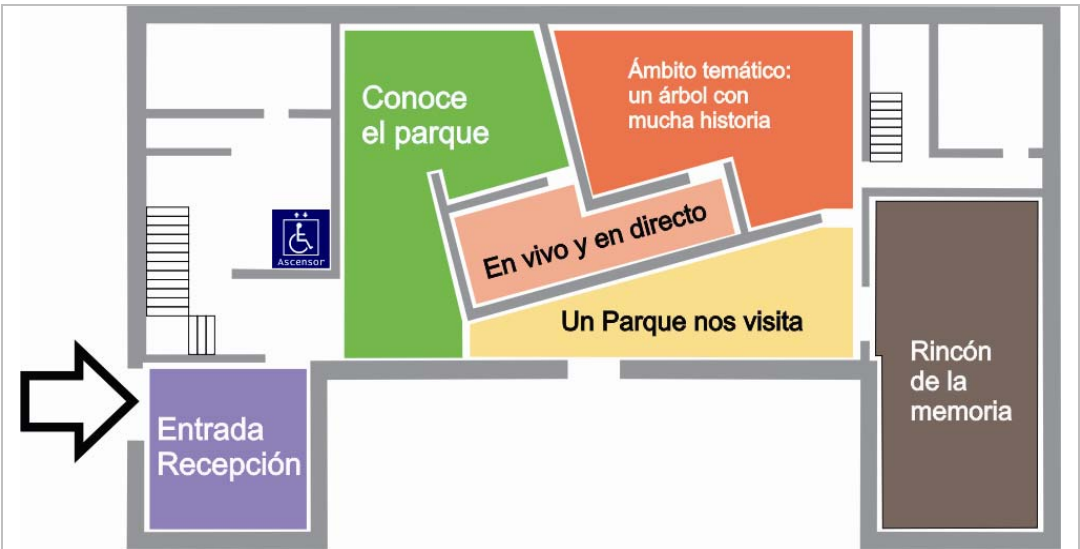 Conoce
el parque
Ámbito temático:
un árbol con
mucha historia
En vivo y en directo
Ascensor
Un Parque nos visita
Rincón
de la
memoria
Entrada
Recepción